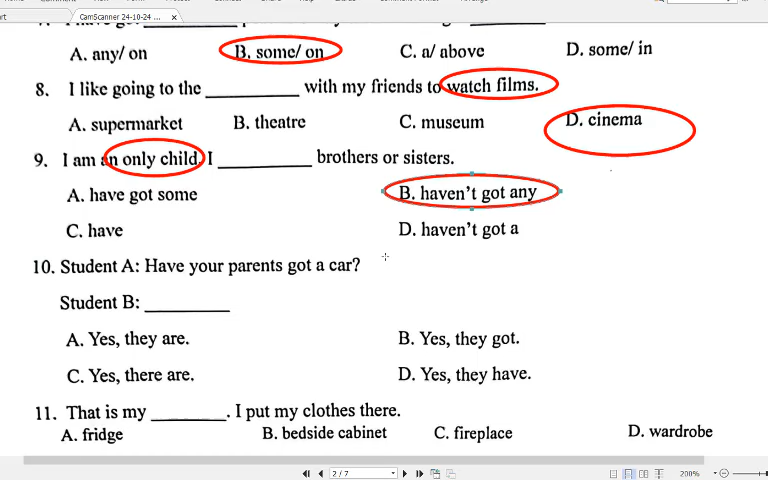 CamScanner 24-10-24 ...
A. any/ on B. some/ on C. a/ above D. some/ in
8. I like going to the __________ with my friends to watch films.
A. supermarket B. theatre C. museum D. cinema
9. I am an only child. I __________ brothers or sisters.
A. have got some B. haven't got any
C. have D. haven't got a
10. Student A: Have your parents got a car?
Student B: __________
A. Yes, they are. B. Yes, they got.
C. Yes, there are. D. Yes, they have.
11. That is my ________. I put my clothes there.
A. fridge B. bedside cabinet C. fireplace D. wardrobe
2 / 7 200%